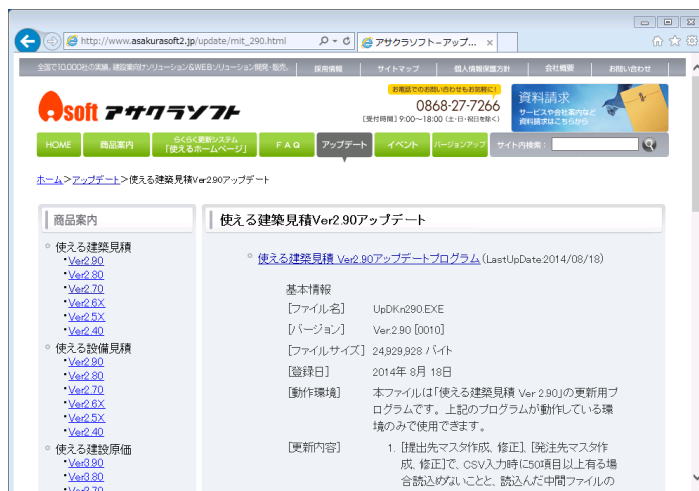 http://www.asakurasoft2.jp/update/mit_290.html
アサクラソフト-アップ...
全国で10,000社の実績。建設業向けソリューション&WEBソリューション開発・販売。
採用情報
サイトマップ
個人情報保護方針
会社概要
お問い合わせ
Asoft アサクラソフト
お電話でのお問い合わせもお気軽に!
0868-27-7266
[受付時間] 9:00~18:00 (土・日・祝日を除く)
資料請求
サービスや会社案内など
資料請求はこちらから
HOME
商品案内
らくらく更新システム
「使えるホームページ」
FAQ
アップデート
イベント
バージョンアップ
サイト内検索:
ホーム>アップデート>使える建築見積Ver2.90アップデート
商品案内
使える建築見積
・Ver2.90
・Ver2.80
・Ver2.70
・Ver2.6X
・Ver2.5X
・Ver2.40
使える設備見積
・Ver2.90
・Ver2.80
・Ver2.70
・Ver2.6X
・Ver2.5X
・Ver2.40
使える建設原価
・Ver3.90
・Ver3.80
・Ver3.70
使える建築見積Ver2.90アップデート
使える建築見積 Ver2.90アップデートプログラム(LastUpDate:2014/08/18)
基本情報
[ファイル名] UpDKn290.EXE
[バージョン] Ver.2.90 [0010]
[ファイルサイズ] 24,929,928 バイト
[登録日] 2014年 8月 18日
[動作環境] 本ファイルは「使える建築見積 Ver 2.90」の更新用プ
ログラムです。上記のプログラムが動作している環
境のみで使用できます。
[更新内容] 1. [提出先マスタ作成、修正]、[発注先マスタ作
成、修正]で、CSV入力時に50項目以上有る場
合読込めないことと、読込んだ中間ファイルの